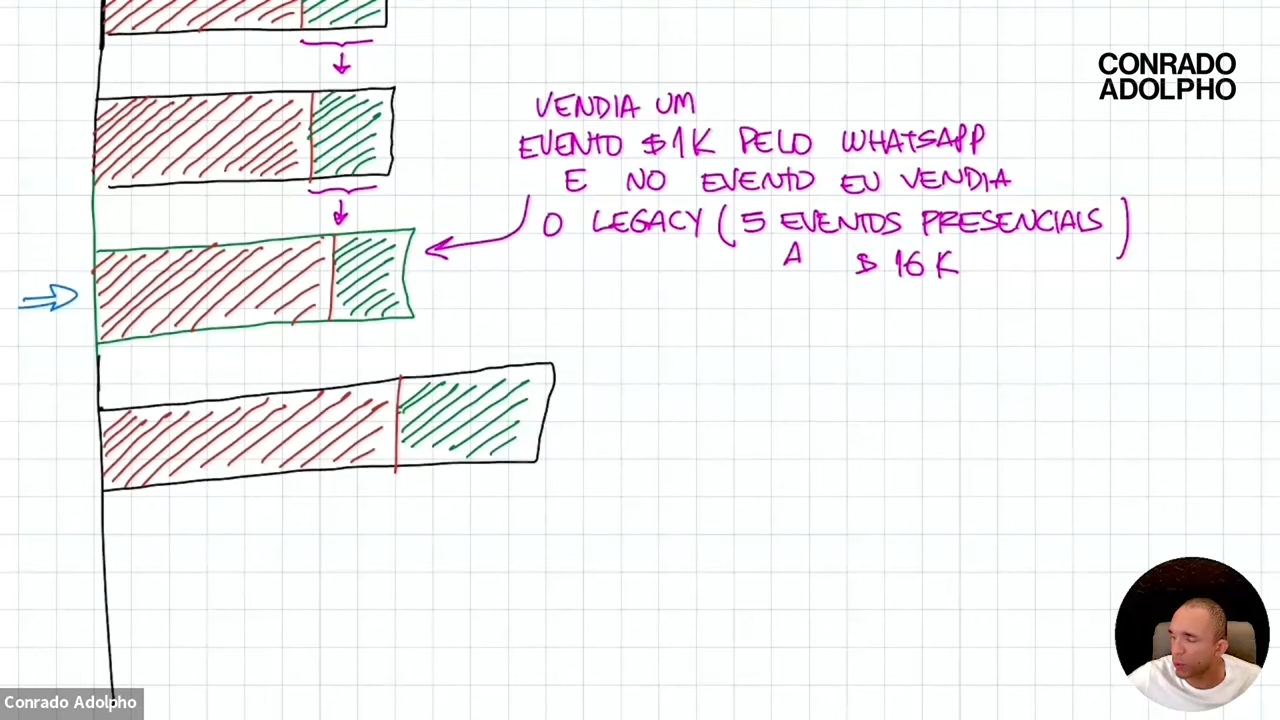 CONRADO
ADOLPHO
VENDIA UM
EVENTO $1K PELO WHATSAPP
E NO EVENTO EU VENDIA
O LEGACY (5 EVENTOS PRESENCIAIS)
A $16K
Conrado Adolpho